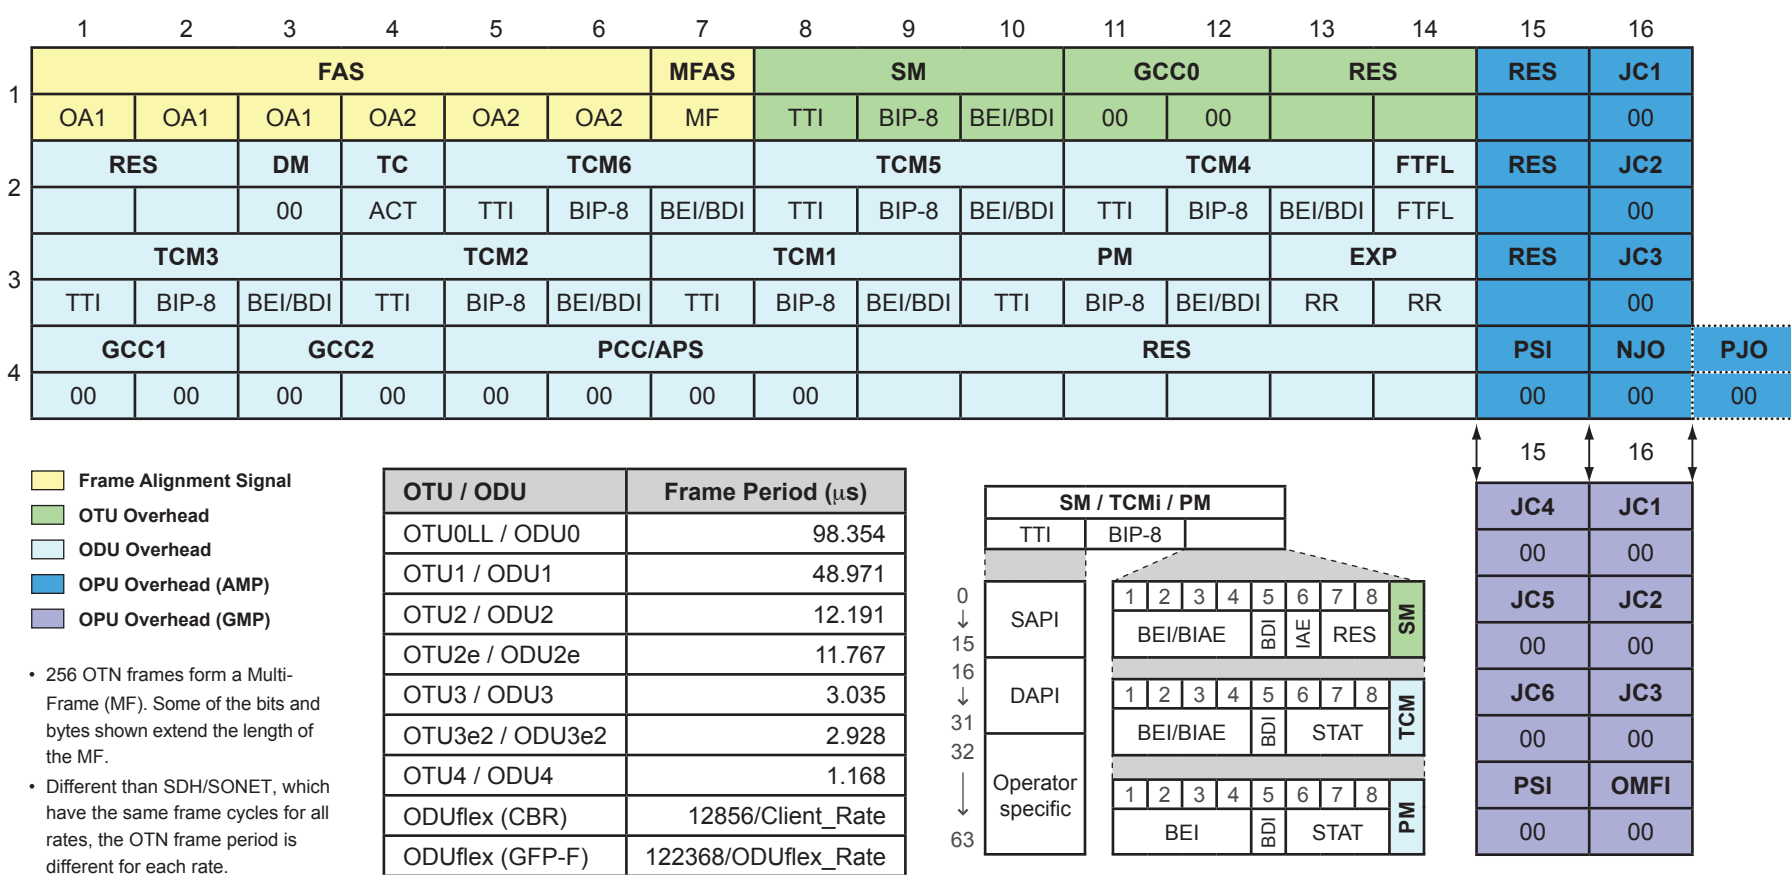 1 2 3 4 5 6 7 8 9 10 11 12 13 14 15 16
1
FAS MFAS SM GCC0 RES RES JC1
OA1 OA1 OA1 OA2 OA2 OA2 MF TTI BIP-8 BEI/BDI 00 00 00
2
RES DM TC TCM6 TCM5 TCM4 FTFL RES JC2
00 ACT TTI BIP-8 BEI/BDI TTI BIP-8 BEI/BDI TTI BIP-8 BEI/BDI FTFL 00
3
TCM3 TCM2 TCM1 PM EXP RES JC3
TTI BIP-8 BEI/BDI TTI BIP-8 BEI/BDI TTI BIP-8 BEI/BDI TTI BIP-8 BEI/BDI RR RR 00
4
GCC1 GCC2 PCC/APS RES PSI NJO PJO
00 00 00 00 00 00 00 00 00 00 00
Frame Alignment Signal
OTU Overhead
ODU Overhead
OPU Overhead (AMP)
OPU Overhead (GMP)
• 256 OTN frames form a Multi-
Frame (MF). Some of the bits and
bytes shown extend the length of
the MF.
• Different than SDH/SONET, which
have the same frame cycles for all
rates, the OTN frame period is
different for each rate.
OTU / ODU Frame Period (μs)
OTU0LL / ODU0 98.354
OTU1 / ODU1 48.971
OTU2 / ODU2 12.191
OTU2e / ODU2e 11.767
OTU3 / ODU3 3.035
OTU3e2 / ODU3e2 2.928
OTU4 / ODU4 1.168
ODUflex (CBR) 12856/Client_Rate
ODUflex (GFP-F) 122368/ODUflex_Rate
SM / TCMi / PM
TTI BIP-8
0 ↓ 15
SAPI
16 ↓ 31
DAPI
32 ↓ 63
Operator
specific
1 2 3 4 5 6 7 8 SM
BEI/BIAE BDI IAE RES
1 2 3 4 5 6 7 8 TCM
BEI/BIAE BDI STAT
1 2 3 4 5 6 7 8 PM
BEI BDI STAT
15 16
JC4 JC1
00 00
JC5 JC2
00 00
JC6 JC3
00 00
PSI OMFI
00 00